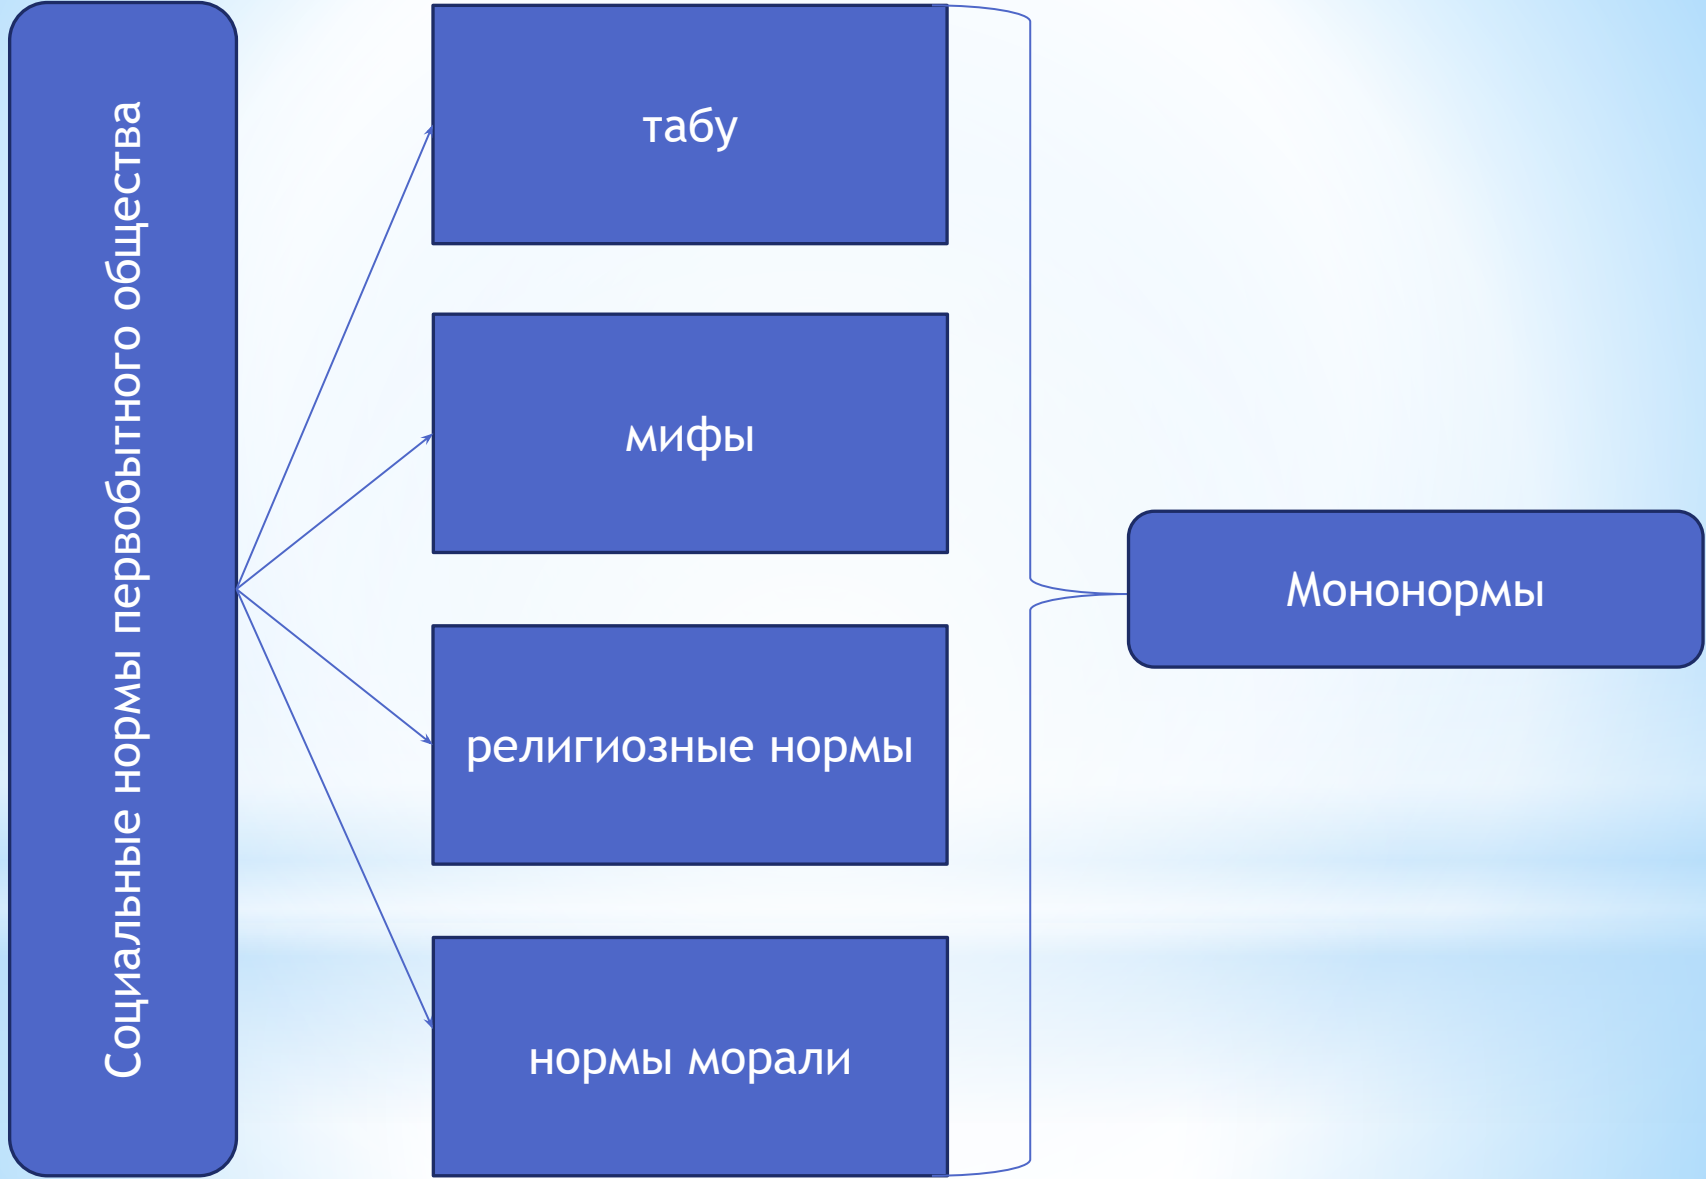 Социальные нормы первобытного общества
табу
мифы
религиозные нормы
нормы морали
Мононормы